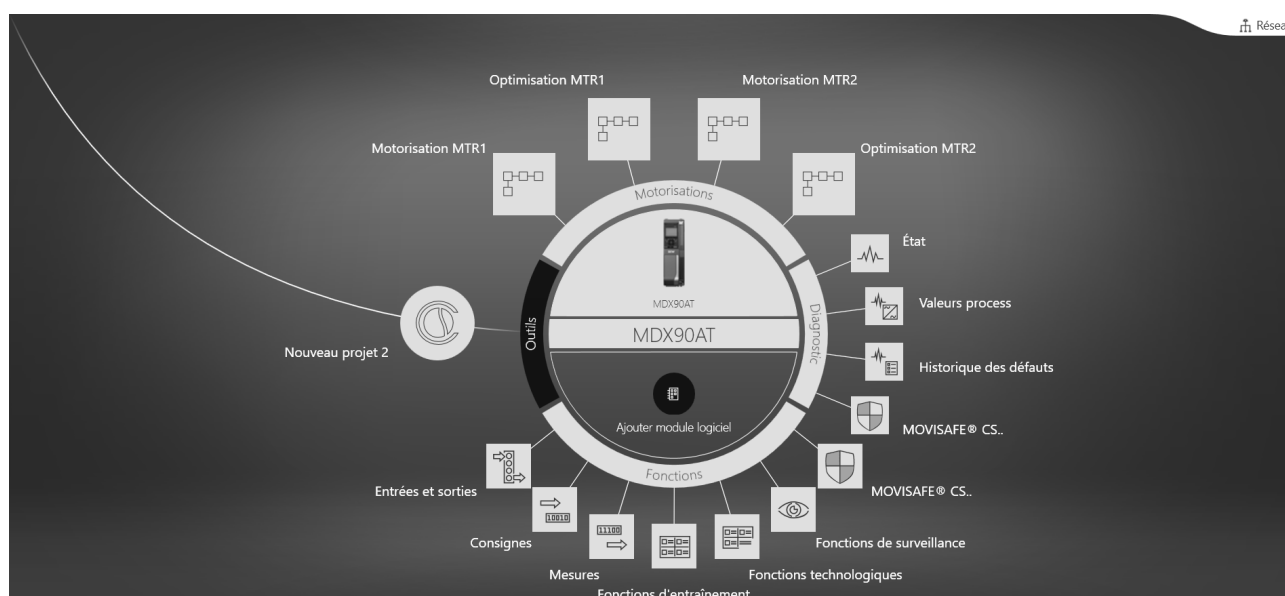 Réseau
Optimisation MTR1
Motorisation MTR2
Motorisation MTR1
Optimisation MTR2
Motorisations
État
MDX90AT
Valeurs process
Diagnostic
Outils
MDX90AT
Nouveau projet 2
Historique des défauts
Ajouter module logiciel
MOVISAFE® CS..
Fonctions
Entrées et sorties
MOVISAFE® CS..
10010
11100
Consignes
Fonctions de surveillance
Mesures
Fonctions technologiques
Fonctions d'entraînement